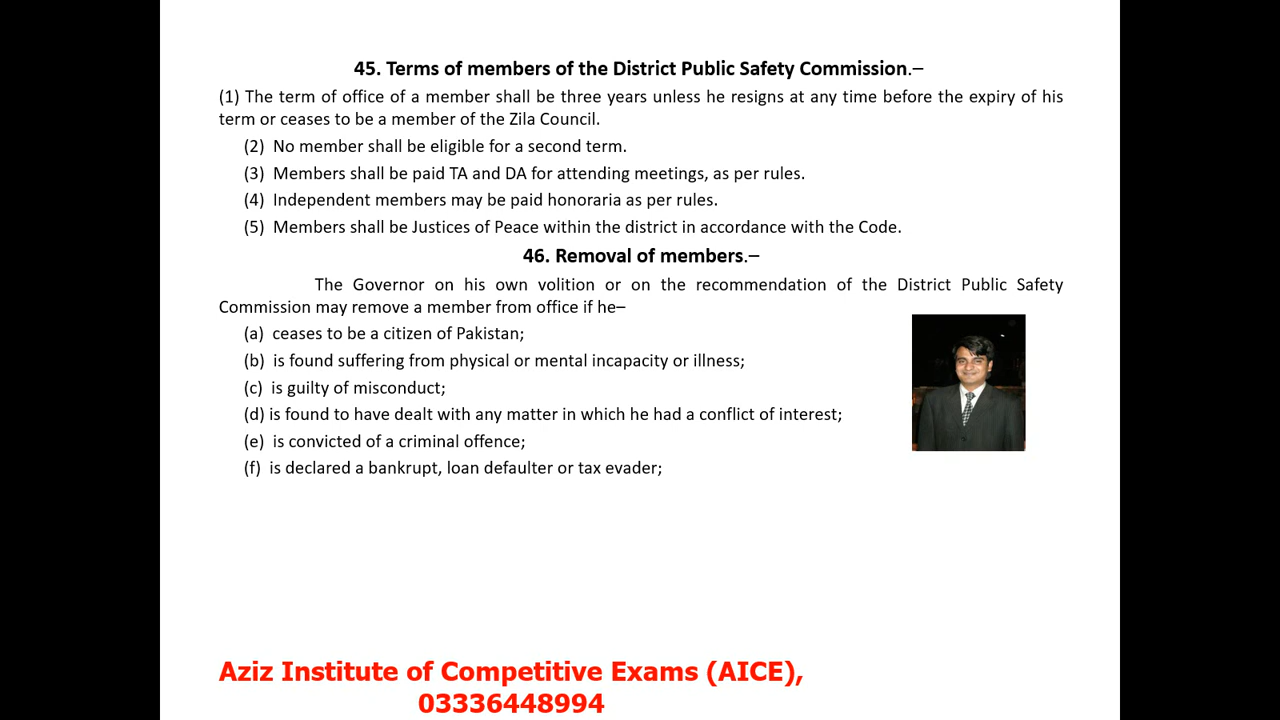 45. Terms of members of the District Public Safety Commission.–
(1) The term of office of a member shall be three years unless he resigns at any time before the expiry of his
term or ceases to be a member of the Zila Council.
(2) No member shall be eligible for a second term.
(3) Members shall be paid TA and DA for attending meetings, as per rules.
(4) Independent members may be paid honoraria as per rules.
(5) Members shall be Justices of Peace within the district in accordance with the Code.
46. Removal of members.–
The Governor on his own volition or on the recommendation of the District Public Safety
Commission may remove a member from office if he–
(a) ceases to be a citizen of Pakistan;
(b) is found suffering from physical or mental incapacity or illness;
(c) is guilty of misconduct;
(d) is found to have dealt with any matter in which he had a conflict of interest;
(e) is convicted of a criminal offence;
(f) is declared a bankrupt, loan defaulter or tax evader;
Aziz Institute of Competitive Exams (AICE),
03336448994